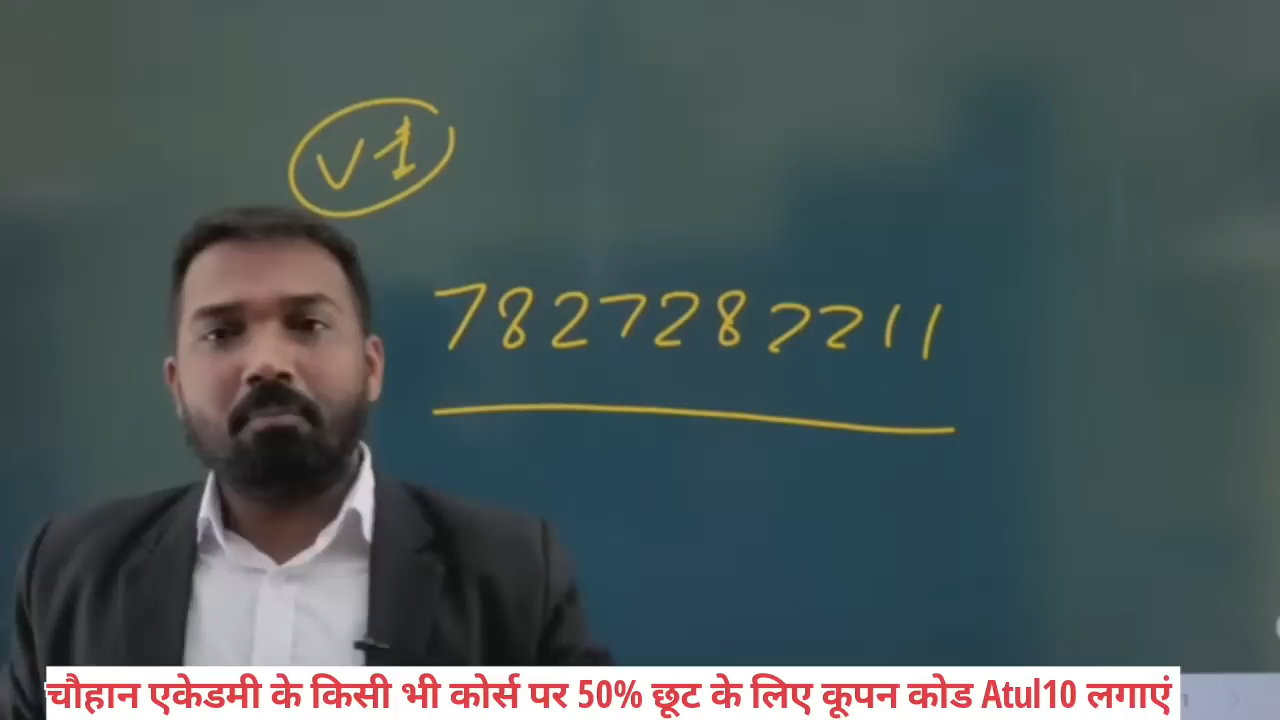 V1
7827282211
चौहान एकेडमी के किसी भी कोर्स पर 50% छूट के लिए कूपन कोड Atul10 लगाएं